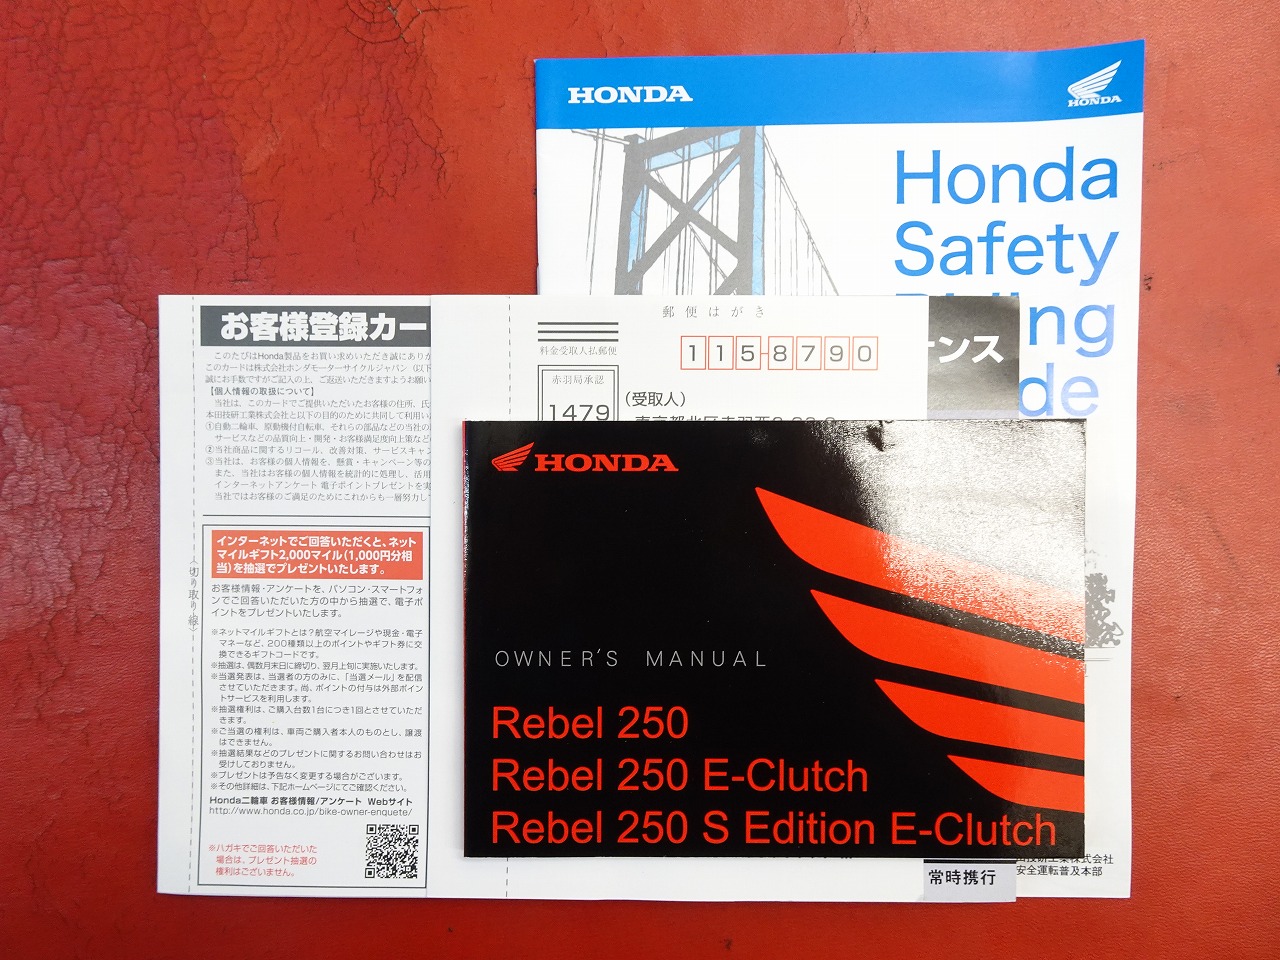 HONDA
HONDA
Honda
Safety
ing
de
ンス
お客様登録カー
このたびはHonda製品をお買い求めいただき誠にありが
このカードは株式会社ホンダモーターサイクルジャパン（以下
誠にお手数ですがご記入の上、ご返送いただきますようお願い
【個人情報の取扱について】
当社は、このカードでご提供いただいたお客様の住所、氏
本田技研工業株式会社と以下の目的のために共同して利用い
①自動二輪車、原動機付自転車、それらの部品などの当社の
サービスなどの品質向上・開発・お客様満足度向上策など
②当社商品に関するリコール、改善対策、サービスキャン
③当社は、お客様の個人情報を、懸賞・キャンペーン等の
また、当社はお客様の個人情報を統計的に処理し、活用
インターネットアンケート 電子ポイントプレゼントを実
当社ではお客様のご満足のためにこれからも一層努力して
インターネットでご回答いただくと、ネット
マイルギフト2,000マイル（1,000円分相
当）を抽選でプレゼントいたします。
お客様情報・アンケートを、パソコン・スマートフォ
ンでご回答いただいた方の中から抽選で、電子ポ
イントをプレゼントいたします。
※ネットマイルギフトとは？航空マイレージや現金・電子
マネーなど、200種類以上のポイントやギフト券に交
換できるギフトコードです。
※抽選は、偶数月末日に締切り、翌月上旬に実施いたします。
※当選発表は、当選者の方のみに、「当選メール」を配信
させていただきます。尚、ポイントの付与は外部ポイン
トサービスを利用します。
※抽選権利は、ご購入台数1台につき1回とさせていただ
きます。
※ご当選の権利は、車両ご購入者本人のものとし、譲渡
はできません。
※抽選結果などのプレゼントに関するお問い合わせはお
受けしておりません。
※プレゼントは予告なく変更する場合がございます。
※その他詳細は、下記ホームページにてご確認ください。
Honda二輪車 お客様情報/アンケート Webサイト
http://www.honda.co.jp/bike-owner-enquete/
※ハガキでご回答いただいた
場合は、プレゼント抽選の
権利はございません。
（切り取り線）
郵便はがき
料金受取人払郵便
赤羽局承認
1479
115-8790
（受取人）
HONDA
OWNER'S MANUAL
Rebel 250
Rebel 250 E-Clutch
Rebel 250 S Edition E-Clutch
常時携行
田技研工業株式会社
安全運転普及本部